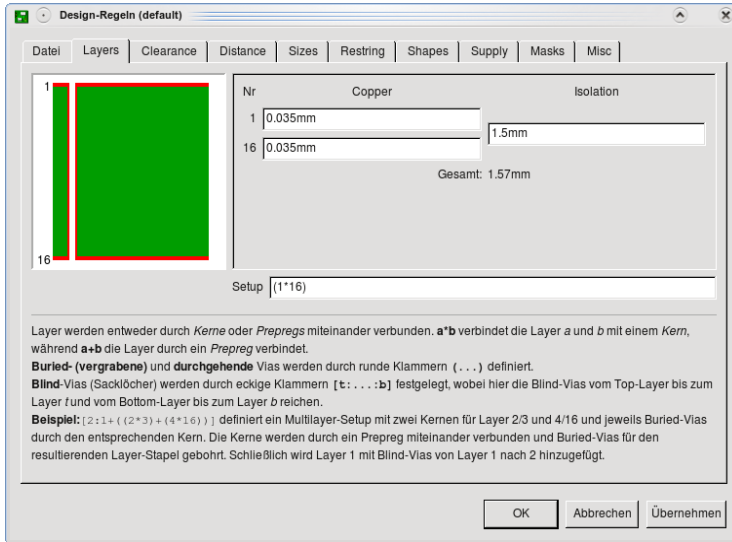 Design-Regeln (default)
Datei Layers Clearance Distance Sizes Restring Shapes Supply Masks Misc
1
16
Nr Copper Isolation
1 0.035mm
1.5mm
16 0.035mm
Gesamt: 1.57mm
Setup (1*16)
Layer werden entweder durch Kerne oder Prepregs miteinander verbunden. a*b verbindet die Layer a und b mit einem Kern,
während a+b die Layer durch ein Prepreg verbindet.
Buried- (vergrabene) und durchgehende Vias werden durch runde Klammern (...) definiert.
Blind-Vias (Sacklöcher) werden durch eckige Klammern [t:...:b] festgelegt, wobei hier die Blind-Vias vom Top-Layer bis zum
Layer t und vom Bottom-Layer bis zum Layer b reichen.
Beispiel: [2:1+((2*3)+(4*16))] definiert ein Multilayer-Setup mit zwei Kernen für Layer 2/3 und 4/16 und jeweils Buried-Vias
durch den entsprechenden Kern. Die Kerne werden durch ein Prepreg miteinander verbunden und Buried-Vias für den
resultierenden Layer-Stapel gebohrt. Schließlich wird Layer 1 mit Blind-Vias von Layer 1 nach 2 hinzugefügt.
OK Abbrechen Übernehmen